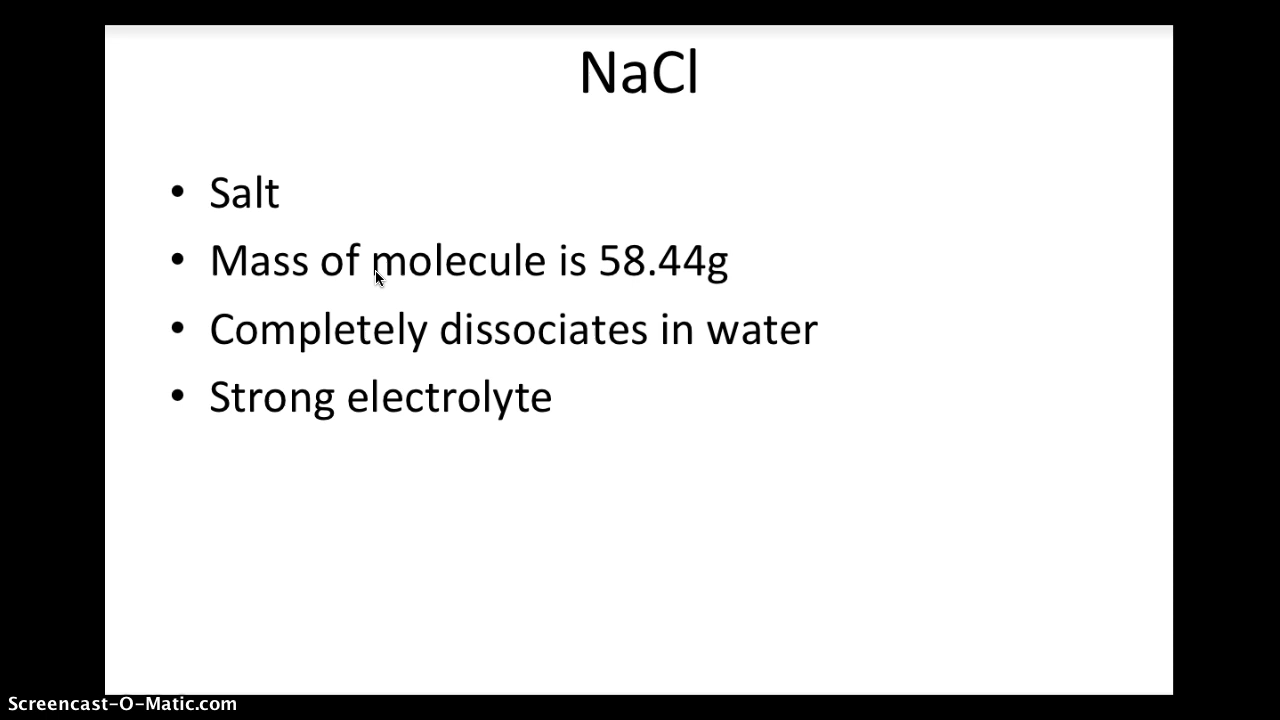 NaCl
• Salt
• Mass of molecule is 58.44g
• Completely dissociates in water
• Strong electrolyte
Screencast-O-Matic.com